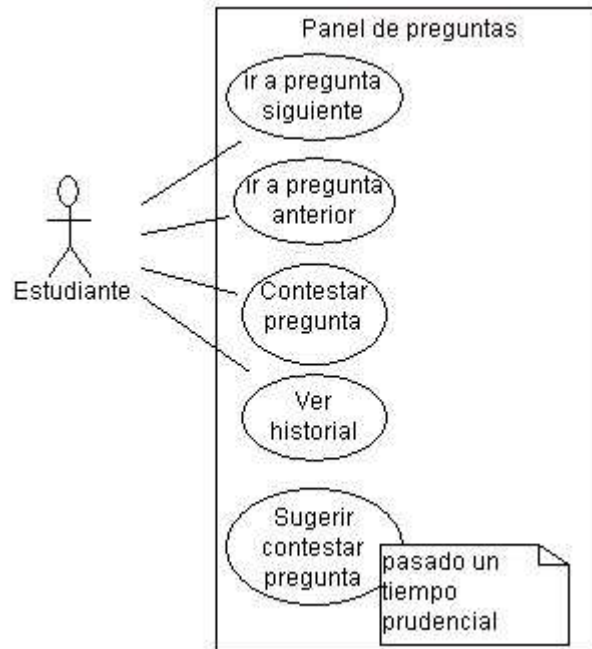 Panel de preguntas
ir a pregunta
siguiente
ir a pregunta
anterior
Estudiante
Contestar
pregunta
Ver
historial
Sugerir
contestar
pregunta
pasado un
tiempo
prudencial